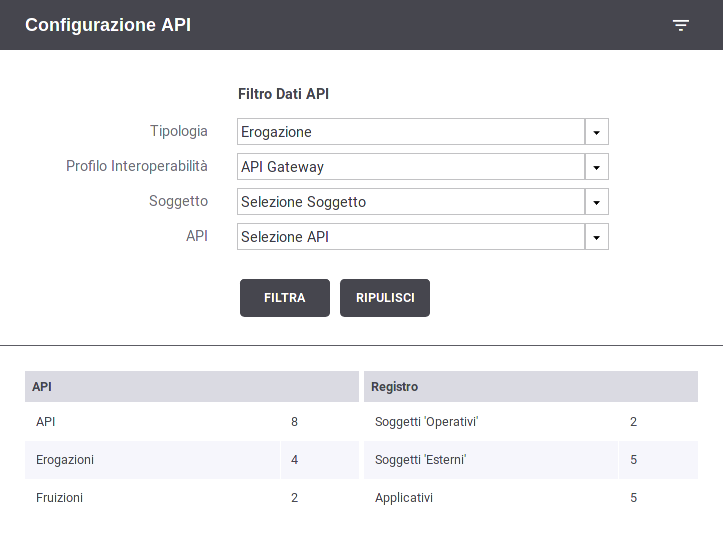 Configurazione API
Filtro Dati API
Tipologia Erogazione
Profilo Interoperabilità API Gateway
Soggetto Selezione Soggetto
API Selezione API
FILTRA RIPULISCI
API Registro
API 8 Soggetti 'Operativi' 2
Erogazioni 4 Soggetti 'Esterni' 5
Fruizioni 2 Applicativi 5